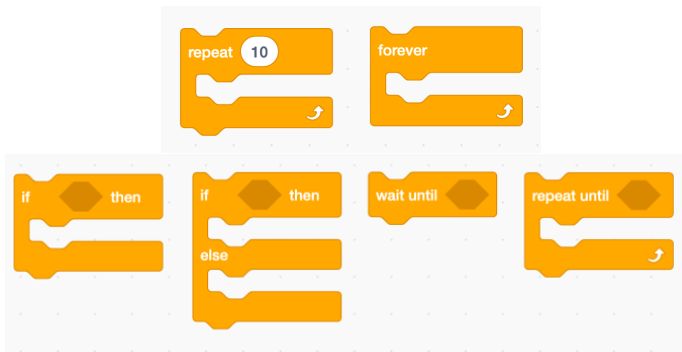 repeat 10
forever
if then
if then
else
wait until
repeat until